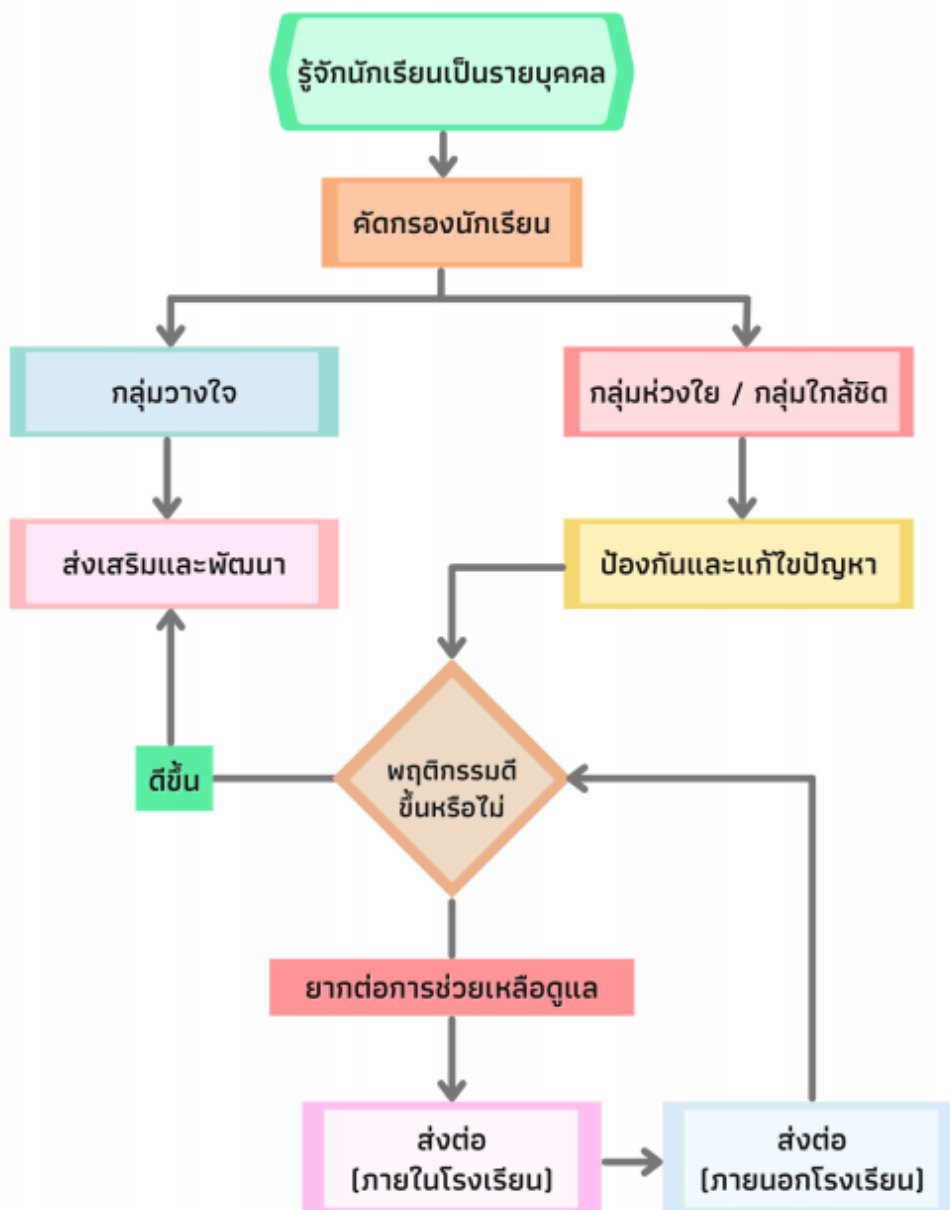 รู้จักนักเรียนเป็นรายบุคคล
คัดกรองนักเรียน
กลุ่มวางใจ
กลุ่มห่วงใย / กลุ่มใกล้ชิด
ส่งเสริมและพัฒนา
ป้องกันและแก้ไขปัญหา
ดีขึ้น
พฤติกรรมดี
ขึ้นหรือไม่
ยากต่อการช่วยเหลือดูแล
ส่งต่อ
(ภายในโรงเรียน)
ส่งต่อ
(ภายนอกโรงเรียน)